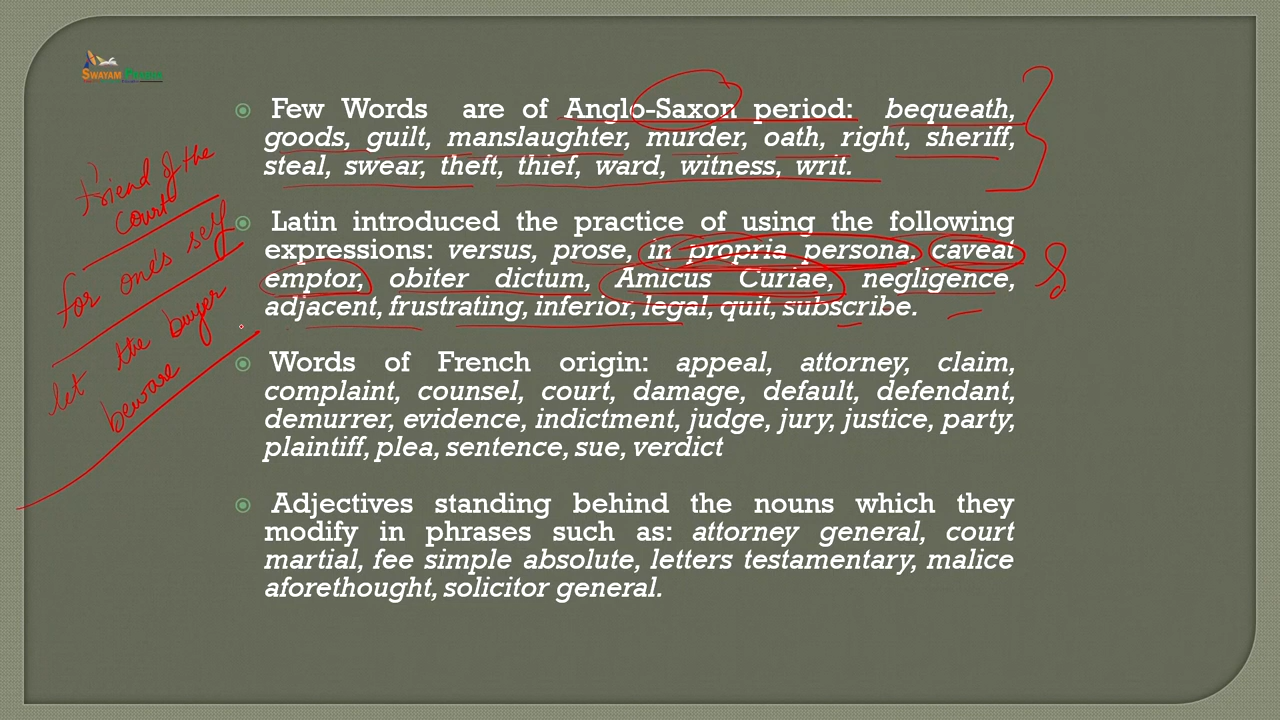 SWAYAM
Few Words are of Anglo-Saxon period: bequeath,
goods, guilt, manslaughter, murder, oath, right, sheriff,
steal, swear, theft, thief, ward, witness, writ.
Latin introduced the practice of using the following
expressions: versus, prose, in propria persona. caveat
emptor, obiter dictum, Amicus Curiae, negligence,
adjacent, frustrating, inferior, legal, quit, subscribe.
Words of French origin: appeal, attorney, claim,
complaint, counsel, court, damage, default, defendant,
demurrer, evidence, indictment, judge, jury, justice, party,
plaintiff, plea, sentence, sue, verdict
Adjectives standing behind the nouns which they
modify in phrases such as: attorney general, court
martial, fee simple absolute, letters testamentary, malice
aforethought, solicitor general.
friend of the
court
for one's self
let the buyer
beware